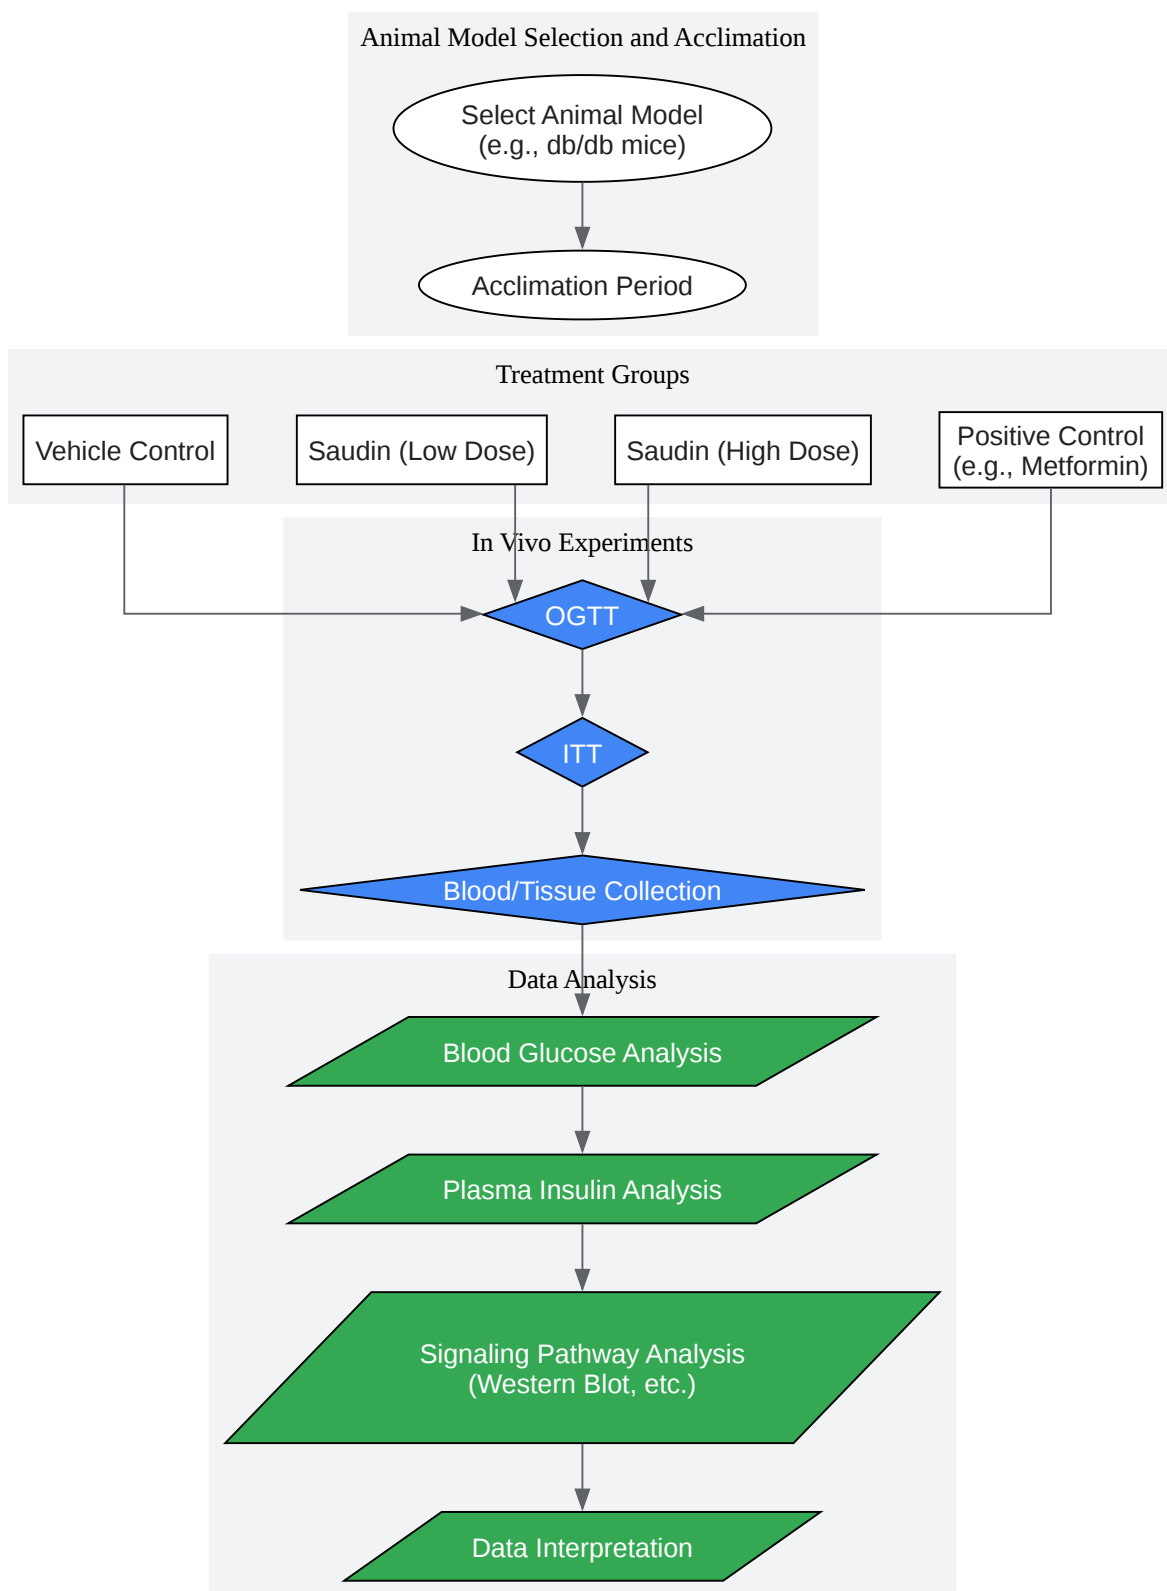 Animal Model Selection and Acclimation
Select Animal Model
(e.g., db/db mice)
Acclimation Period
Treatment Groups
Vehicle Control
Saudin (Low Dose)
Saudin (High Dose)
Positive Control
(e.g., Metformin)
In Vivo Experiments
OGTT
ITT
Blood/Tissue Collection
Data Analysis
Blood Glucose Analysis
Plasma Insulin Analysis
Signaling Pathway Analysis
(Western Blot, etc.)
Data Interpretation